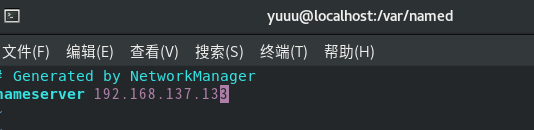 yuuu@localhost:/var/named
文件(F) 编辑(E) 查看(V) 搜索(S) 终端(T) 帮助(H)
# Generated by NetworkManager
nameserver 192.168.137.133
~